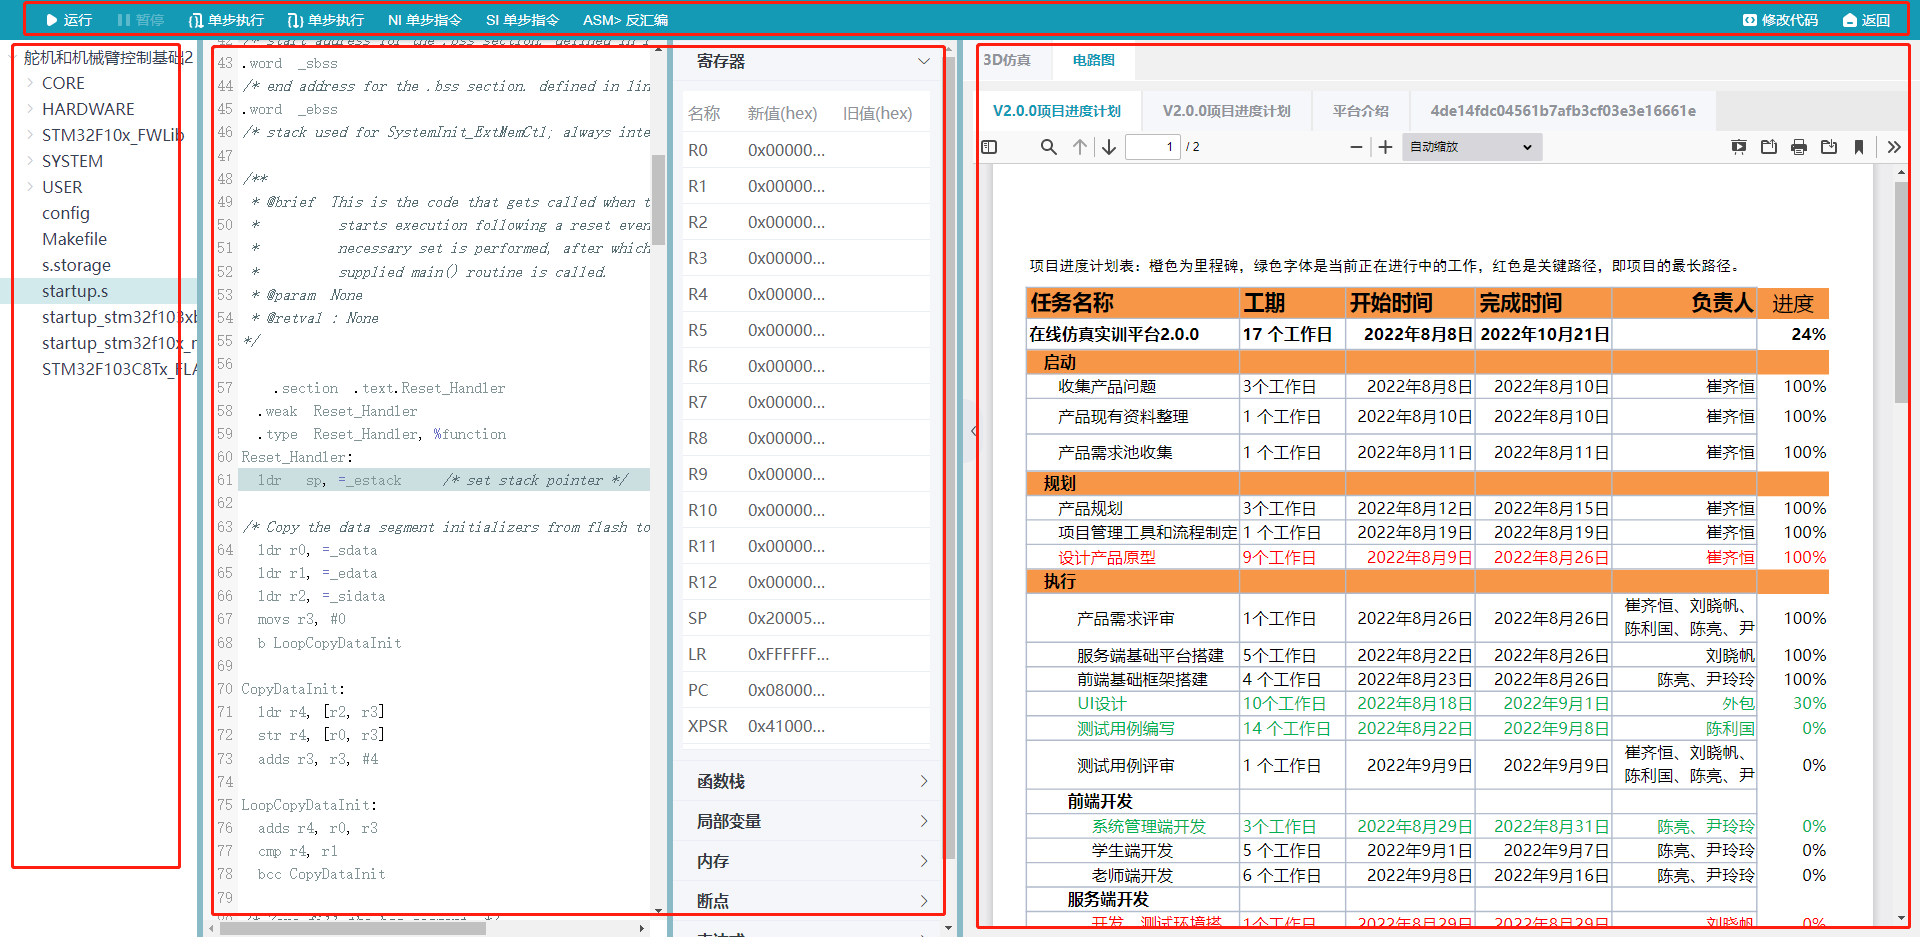 运行 暂停 单步执行 单步执行 NI 单步指令 SI 单步指令 ASM> 反汇编 修改代码 返回
舵机和机械臂控制基础2
CORE
HARDWARE
STM32F10x_FWLib
SYSTEM
USER
config
Makefile
s.storage
startup.s
startup_stm32f103xb
startup_stm32f10x_r
STM32F103C8Tx_FLA
43 .word _sbss
44 /* end address for the .bss section. defined in lin
45 .word _ebss
46 /* stack used for SystemInit_ExtMemCtl; always inte
47
48 /**
49 * @brief This is the code that gets called when t
50 * starts execution following a reset even
51 * necessary set is performed, after which
52 * supplied main() routine is called.
53 * @param None
54 * @retval : None
55 */
56
57 .section .text.Reset_Handler
58 .weak Reset_Handler
59 .type Reset_Handler, %function
60 Reset_Handler:
61 ldr sp, =_estack /* set stack pointer */
62
63 /* Copy the data segment initializers from flash to
64 ldr r0, =_sdata
65 ldr r1, =_edata
66 ldr r2, =_sidata
67 movs r3, #0
68 b LoopCopyDataInit
69
70 CopyDataInit:
71 ldr r4, [r2, r3]
72 str r4, [r0, r3]
73 adds r3, r3, #4
74
75 LoopCopyDataInit:
76 adds r4, r0, r3
77 cmp r4, r1
78 bcc CopyDataInit
79
寄存器
名称 新值(hex) 旧值(hex)
R0 0x00000...
R1 0x00000...
R2 0x00000...
R3 0x00000...
R4 0x00000...
R5 0x00000...
R6 0x00000...
R7 0x00000...
R8 0x00000...
R9 0x00000...
R10 0x00000...
R11 0x00000...
R12 0x00000...
SP 0x20005...
LR 0xFFFFFF...
PC 0x08000...
XPSR 0x41000...
函数栈
局部变量
内存
断点
3D仿真 电路图
V2.0.0项目进度计划 V2.0.0项目进度计划 平台介绍 4de14fdc04561b7afb3cf03e3e16661e
1 / 2 自动缩放
项目进度计划表：橙色为里程碑，绿色字体是当前正在进行中的工作，红色是关键路径，即项目的最长路径。
任务名称 工期 开始时间 完成时间 负责人 进度
在线仿真实训平台2.0.0 17 个工作日 2022年8月8日 2022年10月21日 24%
启动
收集产品问题 3个工作日 2022年8月8日 2022年8月10日 崔齐恒 100%
产品现有资料整理 1 个工作日 2022年8月10日 2022年8月10日 崔齐恒 100%
产品需求池收集 1 个工作日 2022年8月11日 2022年8月11日 崔齐恒 100%
规划
产品规划 3个工作日 2022年8月12日 2022年8月15日 崔齐恒 100%
项目管理工具和流程制定 1 个工作日 2022年8月19日 2022年8月19日 崔齐恒 100%
设计产品原型 9个工作日 2022年8月9日 2022年8月26日 崔齐恒 100%
执行
产品需求评审 1个工作日 2022年8月26日 2022年8月26日 崔齐恒、刘晓帆、 100%
陈利国、陈亮、尹
服务端基础平台搭建 5个工作日 2022年8月22日 2022年8月26日 刘晓帆 100%
前端基础框架搭建 4 个工作日 2022年8月23日 2022年8月26日 陈亮、尹玲玲 100%
UI设计 10个工作日 2022年8月18日 2022年9月1日 外包 30%
测试用例编写 14 个工作日 2022年8月22日 2022年9月8日 陈利国 0%
测试用例评审 1 个工作日 2022年9月9日 2022年9月9日 崔齐恒、刘晓帆、 0%
陈利国、陈亮、尹
前端开发
系统管理端开发 3个工作日 2022年8月29日 2022年8月31日 陈亮、尹玲玲 0%
学生端开发 5 个工作日 2022年9月1日 2022年9月7日 陈亮、尹玲玲 0%
老师端开发 6 个工作日 2022年9月8日 2022年9月16日 陈亮、尹玲玲 0%
服务端开发
开发、测试环境搭 1个工作日 2022年8月29日 2022年8月29日 刘晓帆 0%